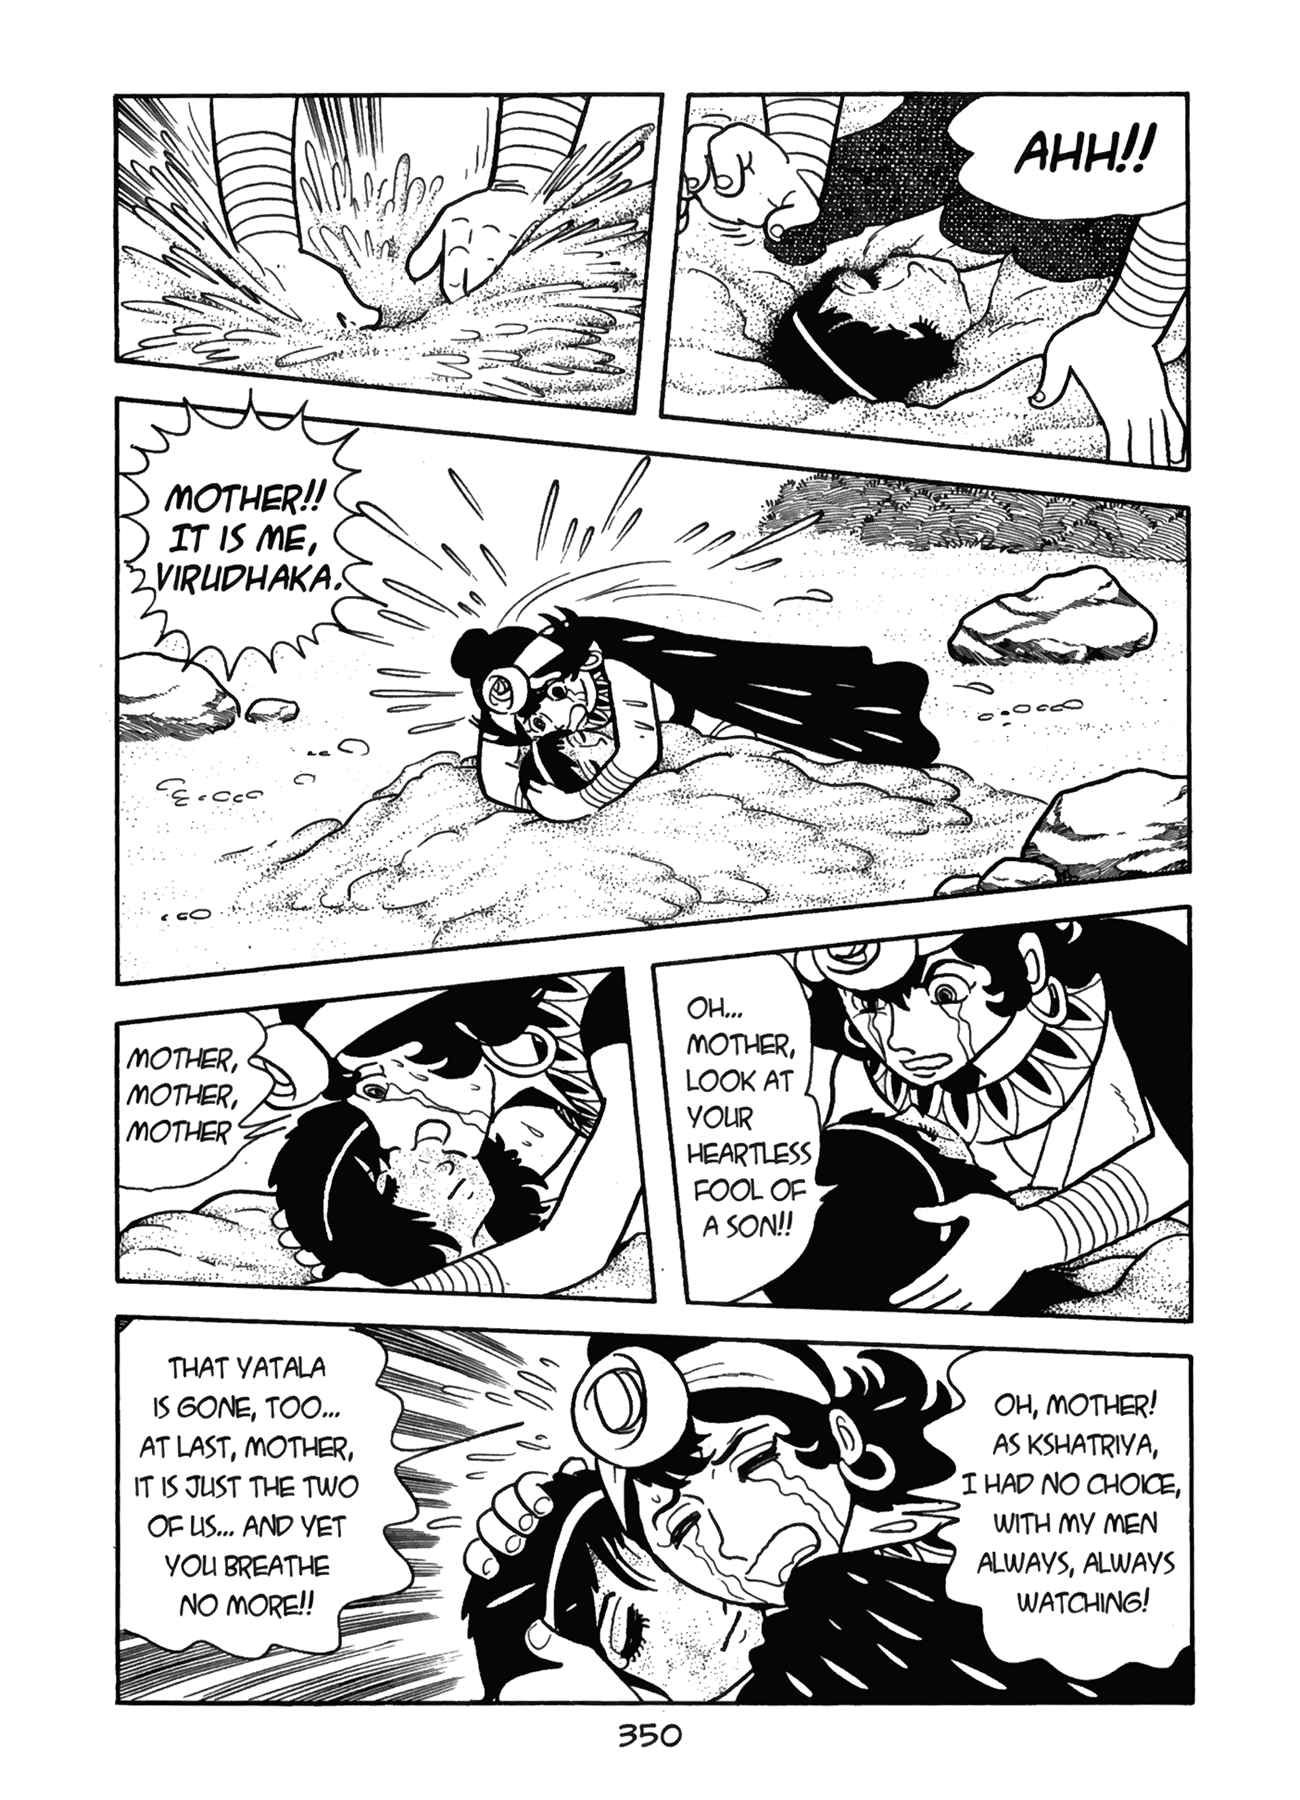 AHH!!
MOTHER!!
IT IS ME,
VIRUDHAKA.
MOTHER,
MOTHER,
MOTHER
OH...
MOTHER,
LOOK AT
YOUR
HEARTLESS
FOOL OF
A SON!!
THAT YATALA
IS GONE, TOO...
AT LAST, MOTHER,
IT IS JUST THE TWO
OF US... AND YET
YOU BREATHE
NO MORE!!
OH, MOTHER!
AS KSHATRIYA,
I HAD NO CHOICE,
WITH MY MEN
ALWAYS, ALWAYS
WATCHING!
350